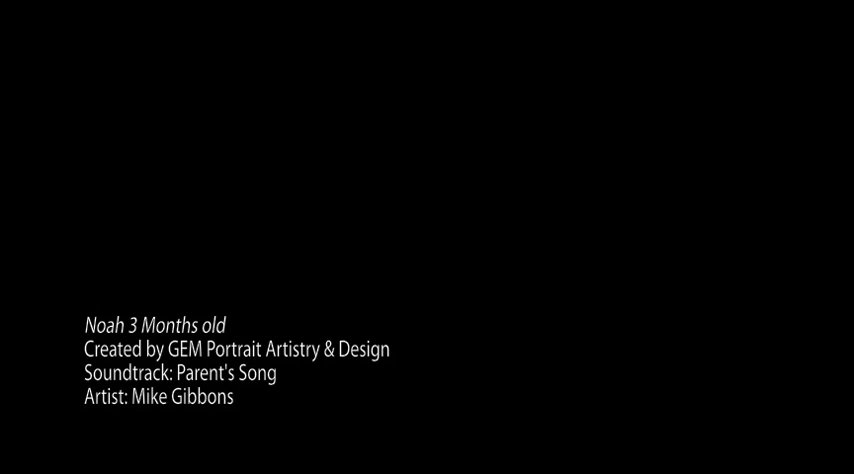 Noah 3 Months old
Created by GEM Portrait Artistry & Design
Soundtrack: Parent's Song
Artist: Mike Gibbons